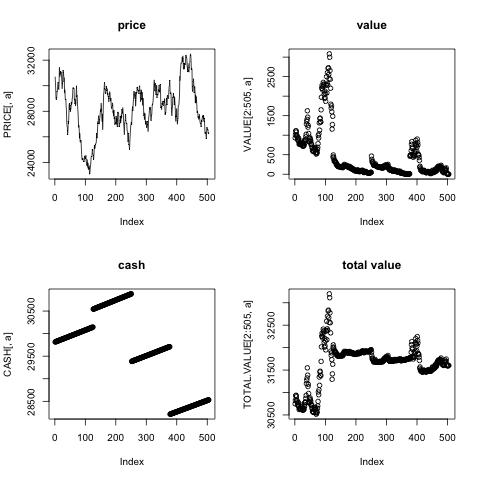 price
value
PRICE[, a]
24000 28000 32000
0 100 200 300 400 500
Index
VALUE[2:505, a]
0 500 1500 2500
0 100 200 300 400 500
Index
cash
total value
CASH[, a]
28500 29500 30500
0 100 200 300 400 500
Index
TOTAL.VALUE[2:505, a]
30500 31500 32500
0 100 200 300 400 500
Index